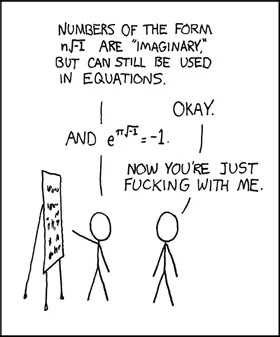 NUMBERS OF THE FORM
n√-1 ARE "IMAGINARY,"
BUT CAN STILL BE USED
IN EQUATIONS.
OKAY.
AND e^π√-1=-1.
NOW YOU'RE JUST
FUCKING WITH ME.